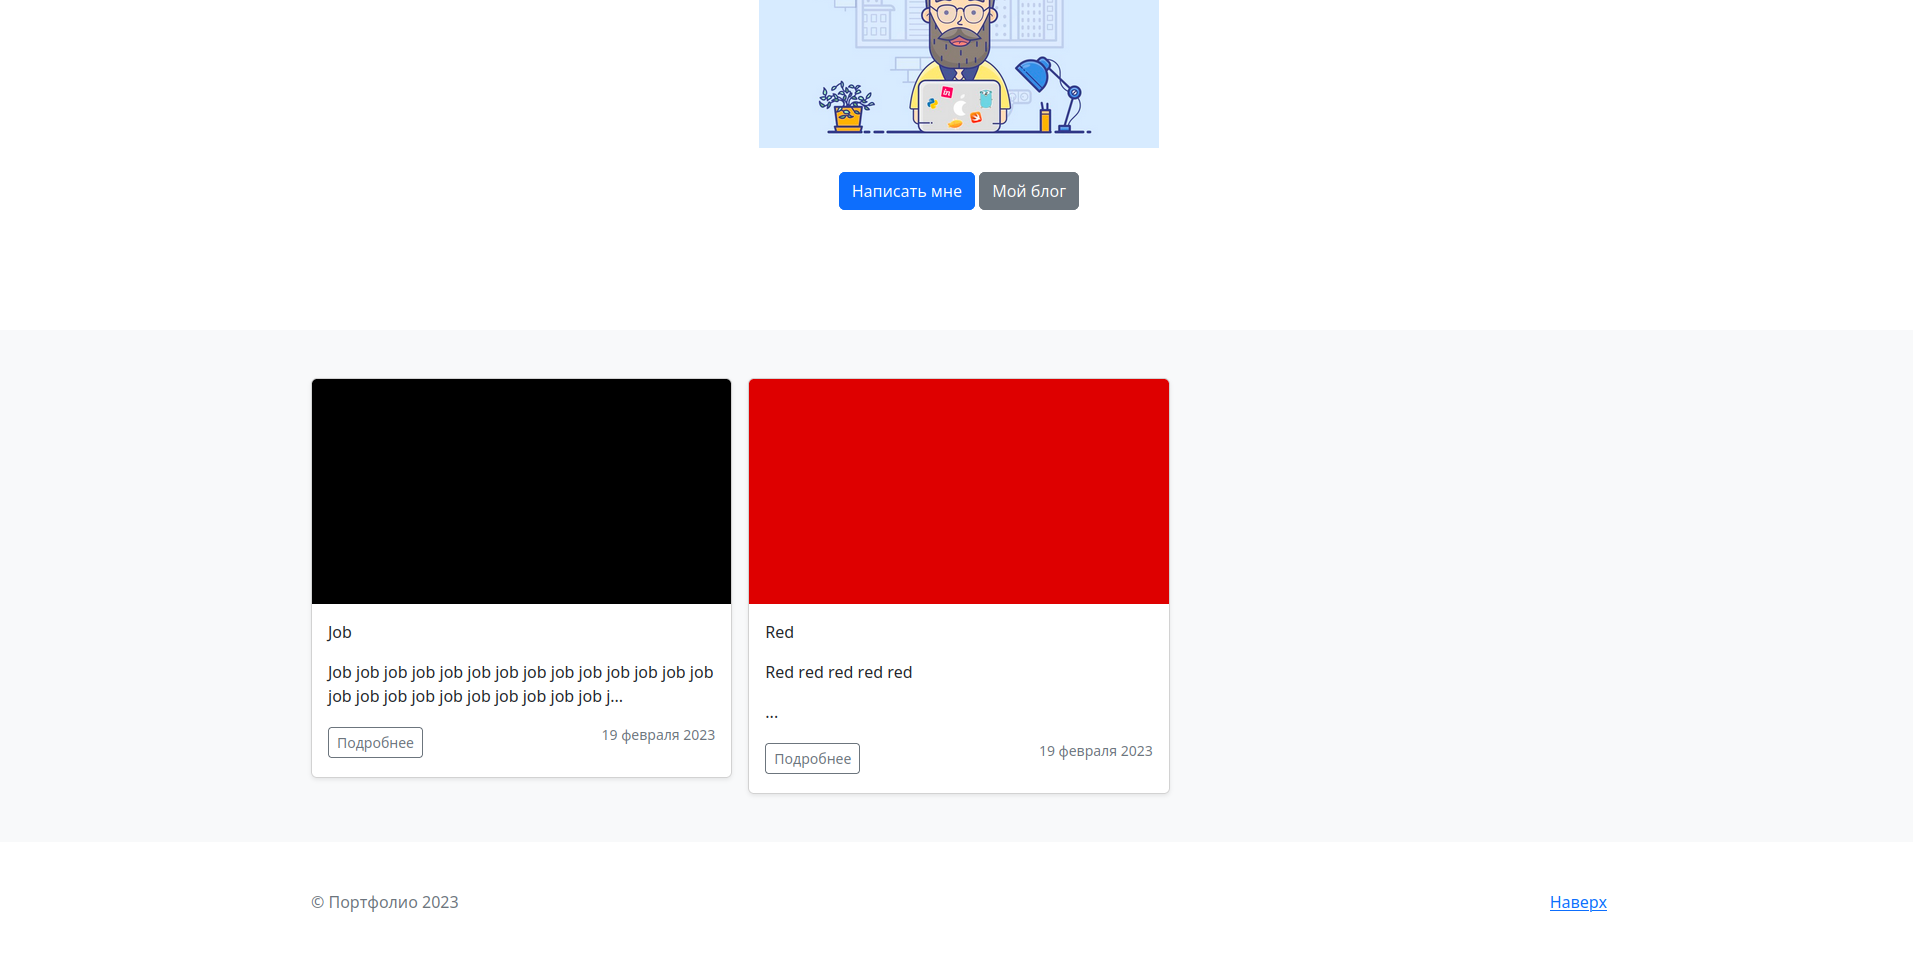 in
Написать мне Мой блог
Job
Job job job job job job job job job job job job job job
job job job job job job job job job job j...
Подробнее 19 февраля 2023
Red
Red red red red red
...
Подробнее 19 февраля 2023
© Портфолио 2023 Наверх